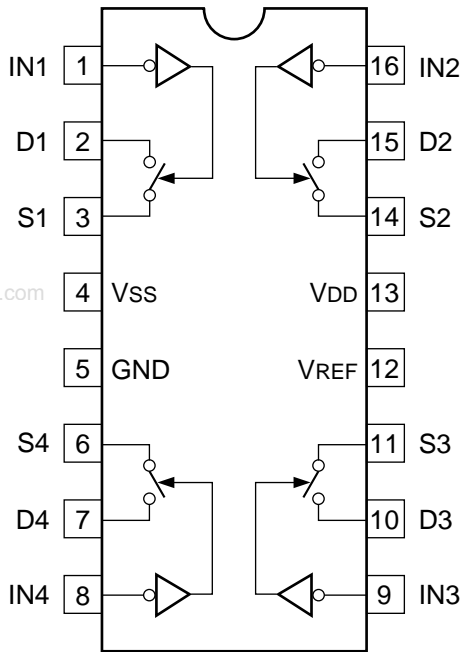 IN1 1 16 IN2
D1 2 15 D2
S1 3 14 S2
.com 4 VSS VDD 13
5 GND VREF 12
S4 6 11 S3
D4 7 10 D3
IN4 8 9 IN3